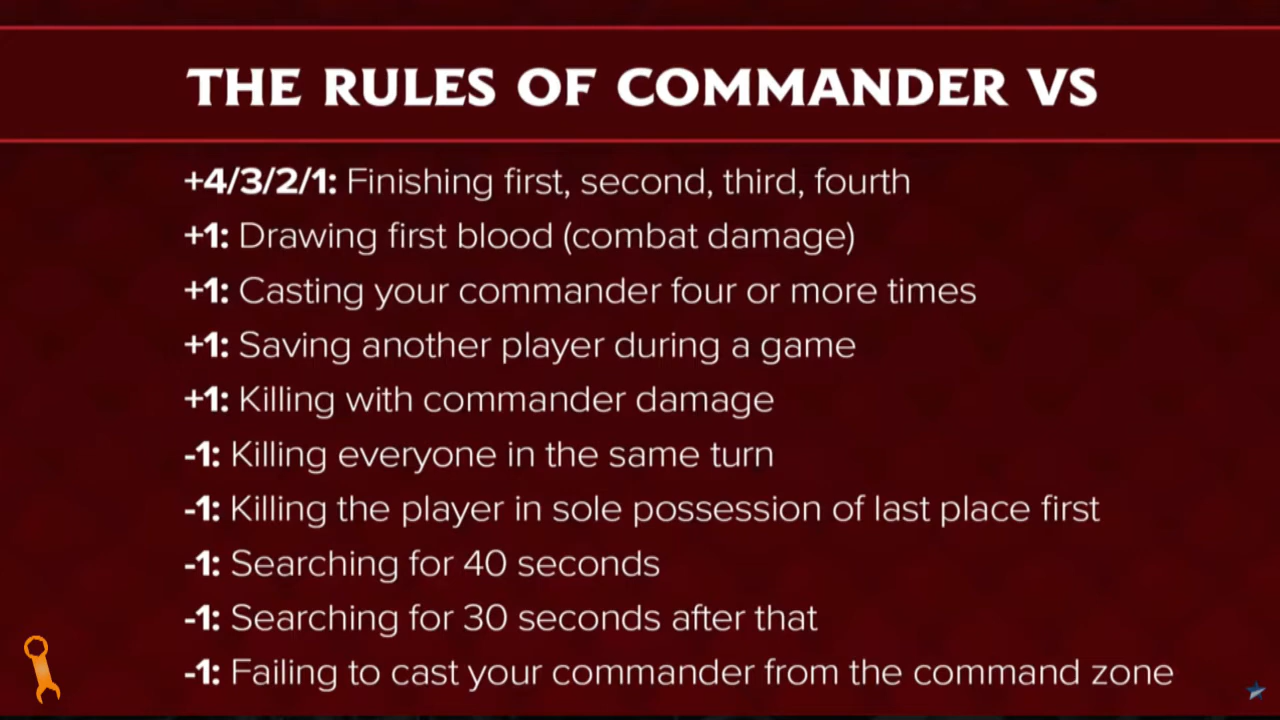 THE RULES OF COMMANDER VS
+4/3/2/1: Finishing first, second, third, fourth
+1: Drawing first blood (combat damage)
+1: Casting your commander four or more times
+1: Saving another player during a game
+1: Killing with commander damage
-1: Killing everyone in the same turn
-1: Killing the player in sole possession of last place first
-1: Searching for 40 seconds
-1: Searching for 30 seconds after that
-1: Failing to cast your commander from the command zone